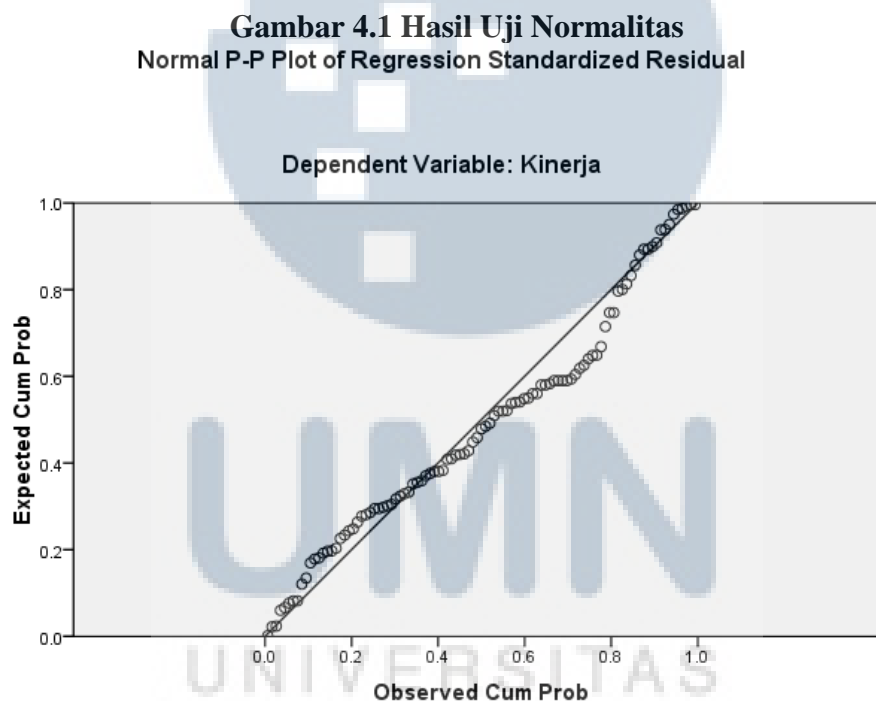 Gambar 4.1 Hasil Uji Normalitas
Normal P-P Plot of Regression Standardized Residual
Dependent Variable: Kinerja
1.0
0.8
0.6
0.4
0.2
0.0
Expected Cum Prob
0.0 0.2 0.4 0.6 0.8 1.0
Observed Cum Prob
UMN
UNIVERSITAS